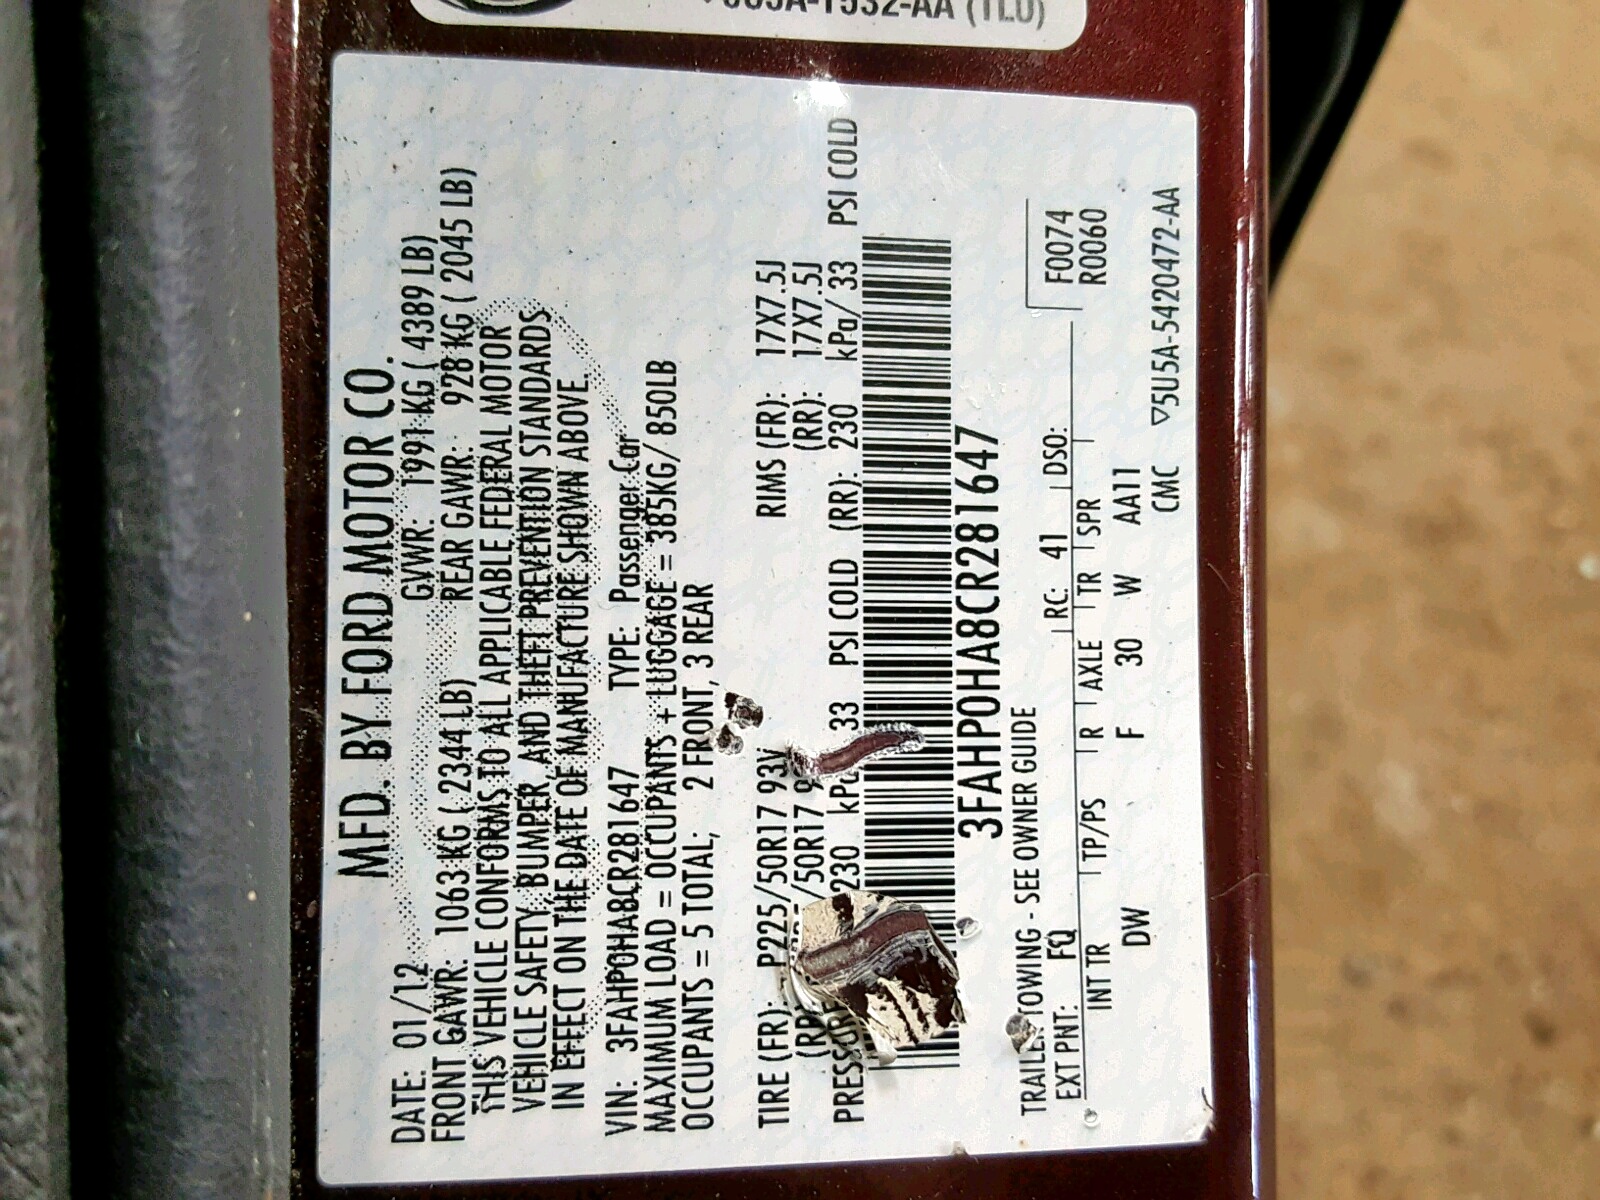 MFD. BY FORD MOTOR CO.
DATE: 01/12 GVWR: 1991 KG ( 4389 LB)
FRONT GAWR: 1063 KG ( 2344 LB) REAR GAWR: 928 KG ( 2045 LB)
THIS VEHICLE CONFORMS TO ALL APPLICABLE FEDERAL MOTOR
VEHICLE SAFETY, BUMPER, AND THEFT PREVENTION STANDARDS
IN EFFECT ON THE DATE OF MANUFACTURE SHOWN ABOVE.
VIN: 3FAHP0HA8CR281647 TYPE: Passenger Car
MAXIMUM LOAD = OCCUPANTS + LUGGAGE = 385KG/ 850LB
OCCUPANTS = 5 TOTAL; 2 FRONT, 3 REAR
TIRE (FR): P225/50R17 93V RIMS (FR): 17X7.5J
/50R17 (RR): 17X7.5J
230 33 PSI COLD (RR): 230 kPa/ 33 PSI COLD
3FAHP0HA8CR281647
TOWING - SEE OWNER GUIDE
EXT PNT: FQ RC: 41 DSO: F0074
R0060
INT TR TP/PS R AXLE TR SPR
DW F 30 W AA11
CMC ▽5U5A-5420472-AA